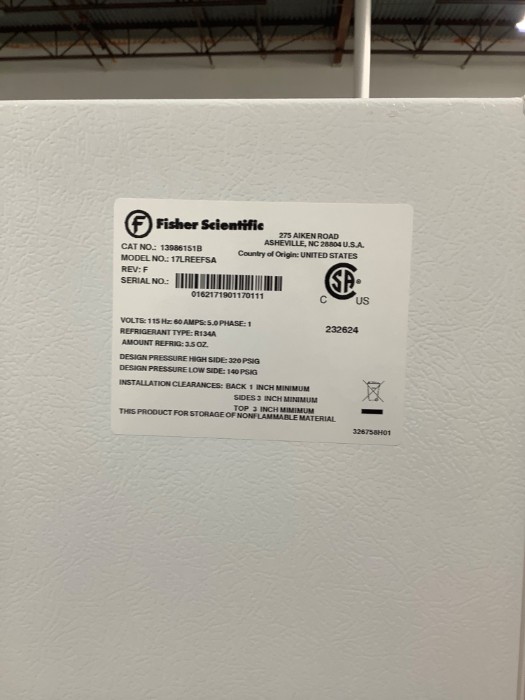 Fisher Scientific
275 AIKEN ROAD
ASHEVILLE, NC 28804 U.S.A.
CAT NO.: 13986151B
Country of Origin: UNITED STATES
MODEL NO.: 17LREEFSA
REV: F
SERIAL NO.:
0162171901170111
SA
C US
VOLTS: 115 Hz: 60 AMPS: 5.0 PHASE: 1
232624
REFRIGERANT TYPE: R134A
AMOUNT REFRIG: 3.5 OZ.
DESIGN PRESSURE HIGH SIDE: 320 PSIG
DESIGN PRESSURE LOW SIDE: 140 PSIG
INSTALLATION CLEARANCES: BACK 1 INCH MINIMUM
SIDES 3 INCH MINIMUM
TOP 3 INCH MIMIMUM
THIS PRODUCT FOR STORAGE OF NONFLAMMABLE MATERIAL
326758H01